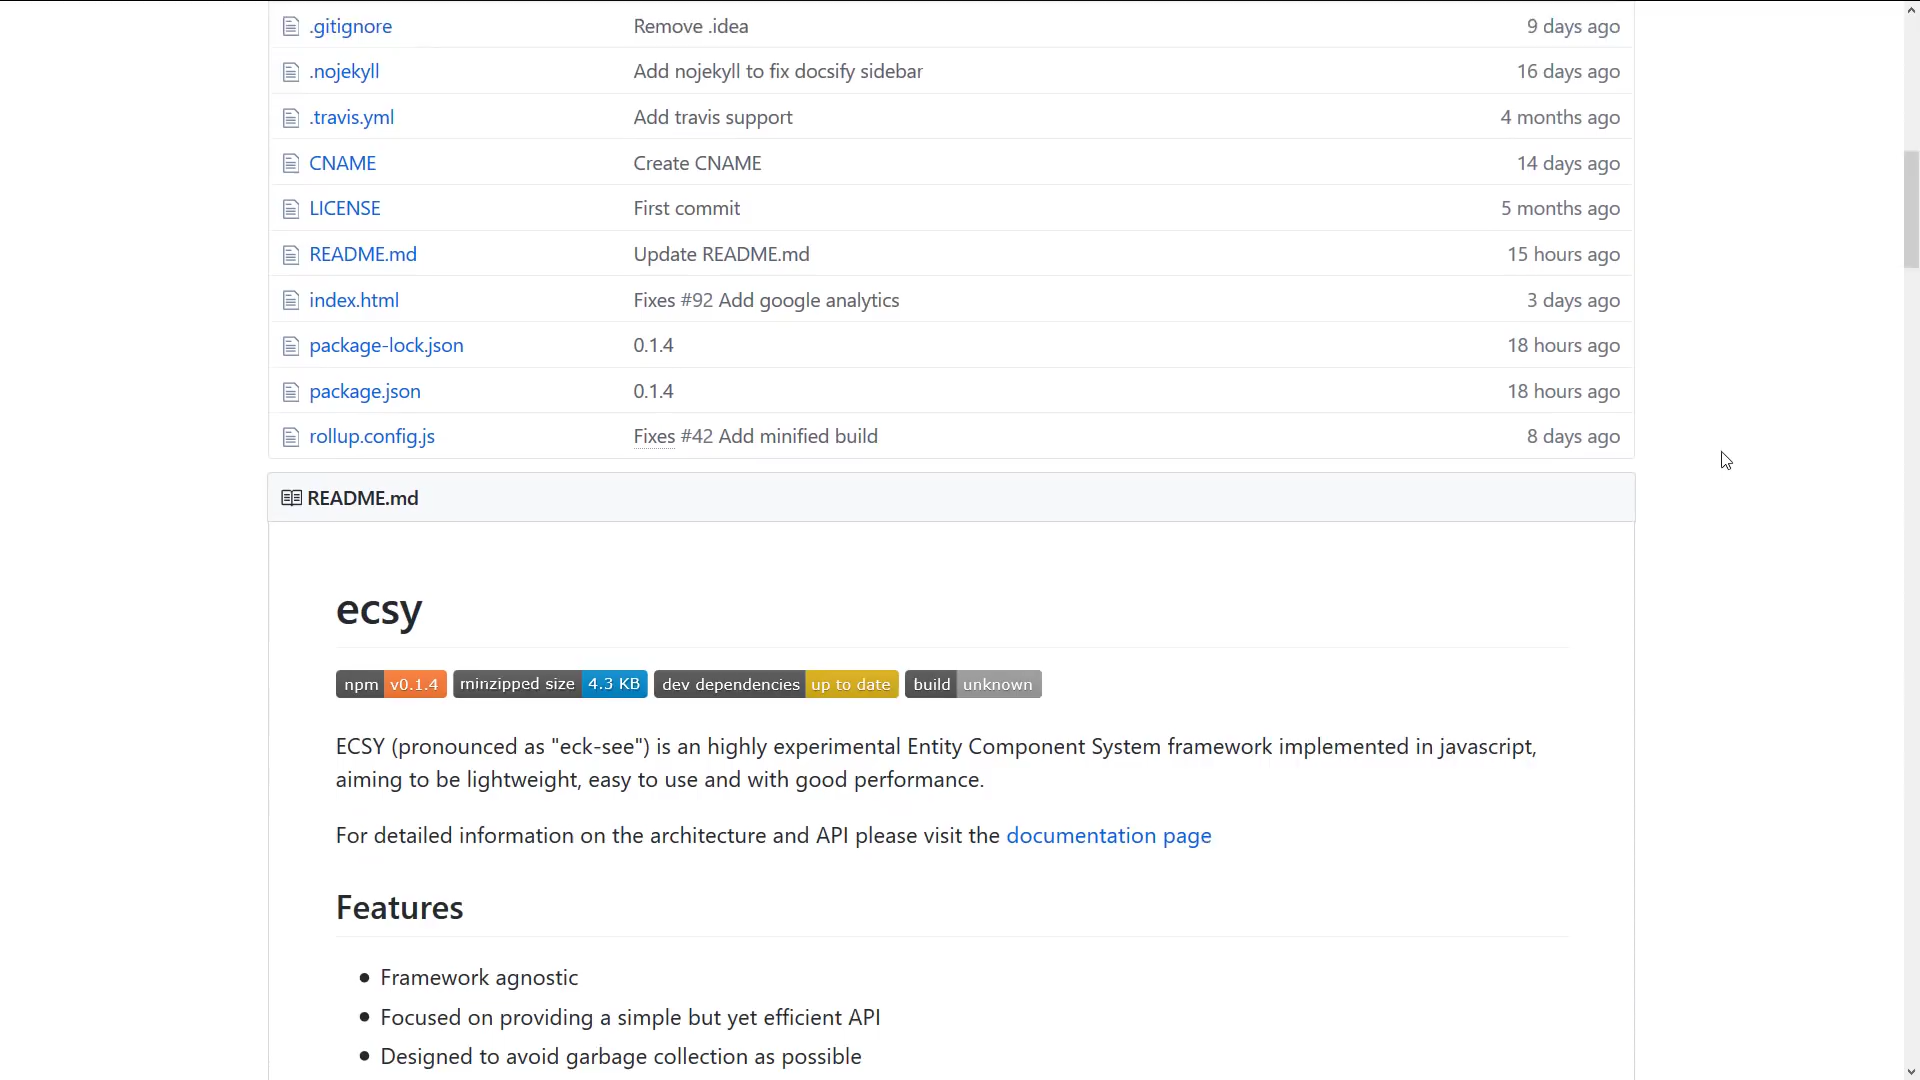 .gitignore Remove .idea 9 days ago
.nojekyll Add nojekyll to fix docsify sidebar 16 days ago
.travis.yml Add travis support 4 months ago
CNAME Create CNAME 14 days ago
LICENSE First commit 5 months ago
README.md Update README.md 15 hours ago
index.html Fixes #92 Add google analytics 3 days ago
package-lock.json 0.1.4 18 hours ago
package.json 0.1.4 18 hours ago
rollup.config.js Fixes #42 Add minified build 8 days ago
README.md
ecsy
npm v0.1.4 minzipped size 4.3 KB dev dependencies up to date build unknown
ECSY (pronounced as "eck-see") is an highly experimental Entity Component System framework implemented in javascript,
aiming to be lightweight, easy to use and with good performance.
For detailed information on the architecture and API please visit the documentation page
Features
• Framework agnostic
• Focused on providing a simple but yet efficient API
• Designed to avoid garbage collection as possible